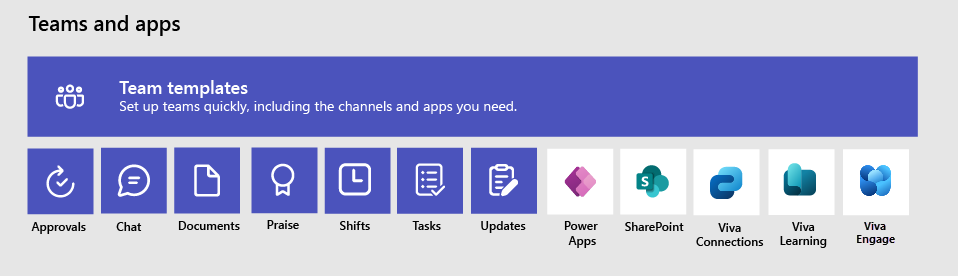 Teams and apps
Team templates
Set up teams quickly, including the channels and apps you need.
S
Approvals
Chat
Documents
Praise
Shifts
Tasks
Updates
Power
Apps
SharePoint
Viva
Connections
Viva
Learning
Viva
Engage